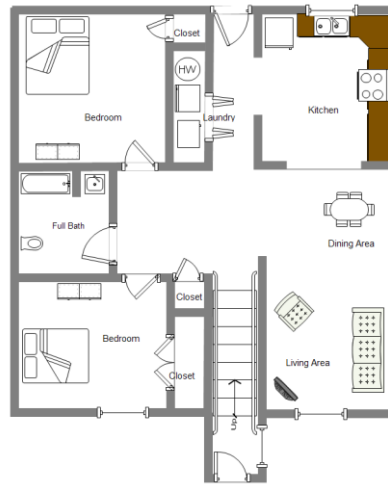 Closet
HW
Bedroom
Laundry
Kitchen
Full Bath
Dining Area
Closet
Bedroom
Living Area
Closet
Up